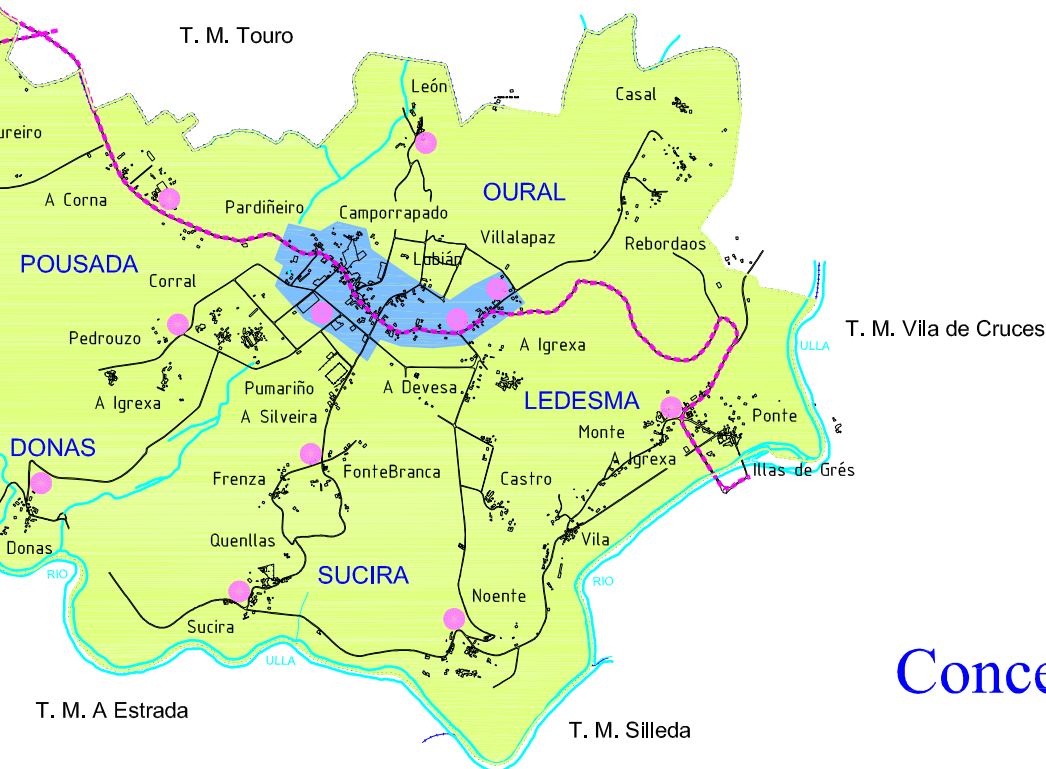 T. M. Touro
León
Casal
ureiro
OURAL
A Corna
Pardiñeiro
Camporrapado
Villalapaz
Rebordaos
Lubián
POUSADA
Corral
T. M. Vila de Cruces
Pedrouzo
A Igrexa
ULLA
Pumariño
A Devesa
A Igrexa
LEDESMA
A Silveira
Ponte
Monte
DONAS
A Igrexa
Illas de Grés
Frenza
FonteBranca
Castro
Donas
Quenllas
Vila
RIO
SUCIRA
RIO
Noente
Sucira
ULLA
Conce
T. M. A Estrada
T. M. Silleda